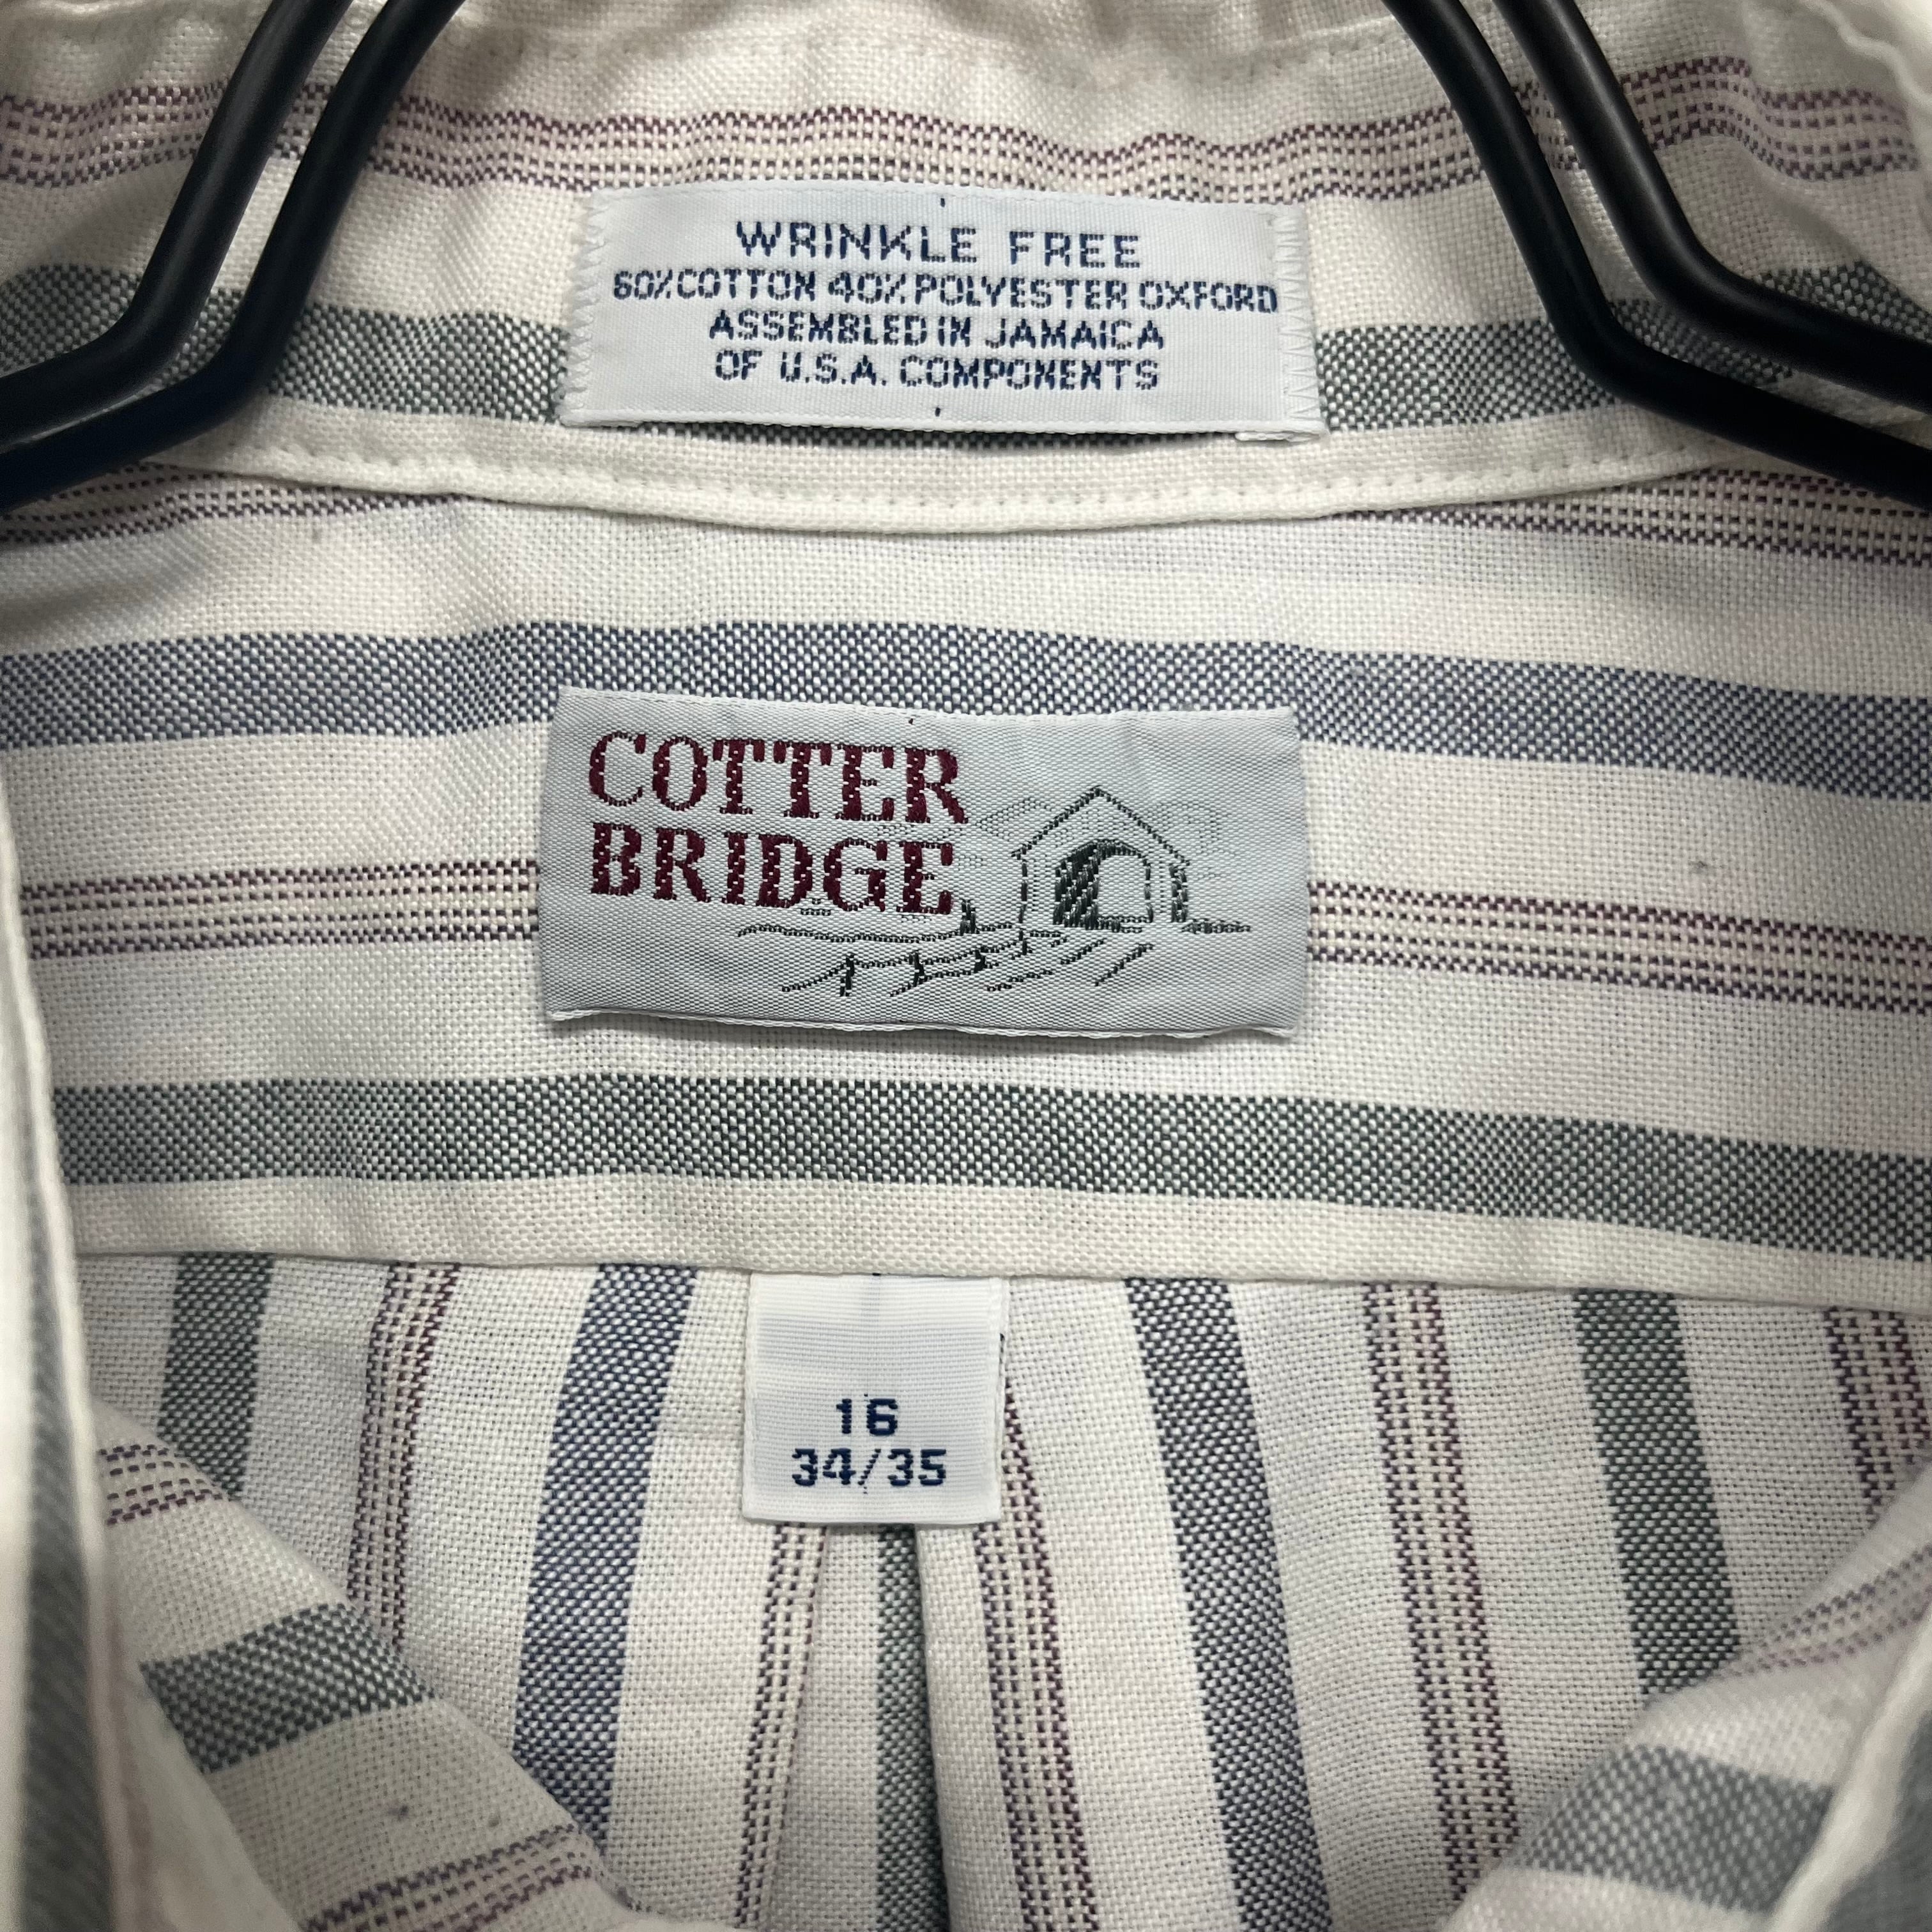 WRINKLE FREE
60%COTTON 40%POLYESTER OXFORD
ASSEMBLED IN JAMAICA
OF U.S.A. COMPONENTS
COTTER
BRIDGE
16
34/35